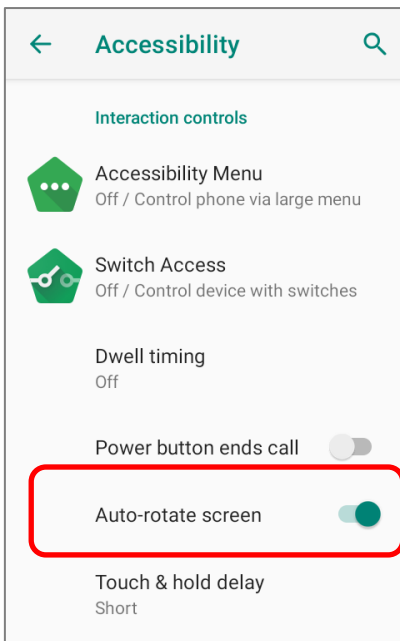 Accessibility
Interaction controls
Accessibility Menu
Off / Control phone via large menu
Switch Access
Off / Control device with switches
Dwell timing
Off
Power button ends call
Auto-rotate screen
Touch & hold delay
Short